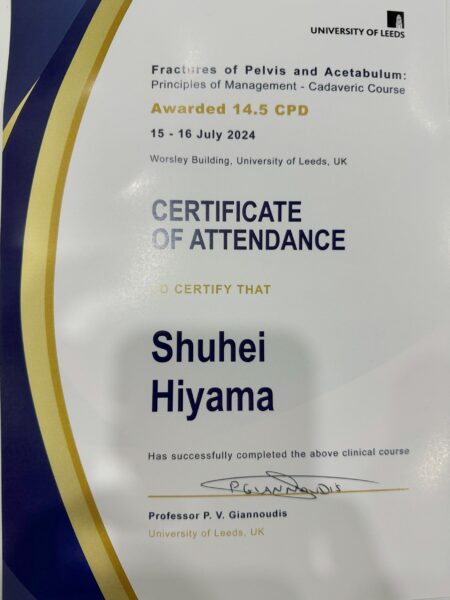 UNIVERSITY OF LEEDS
Fractures of Pelvis and Acetabulum:
Principles of Management - Cadaveric Course
Awarded 14.5 CPD
15 - 16 July 2024
Worsley Building, University of Leeds, UK
CERTIFICATE
OF ATTENDANCE
TO CERTIFY THAT
Shuhei
Hiyama
Has successfully completed the above clinical course
PGIANNOUDIS
Professor P. V. Giannoudis
University of Leeds, UK